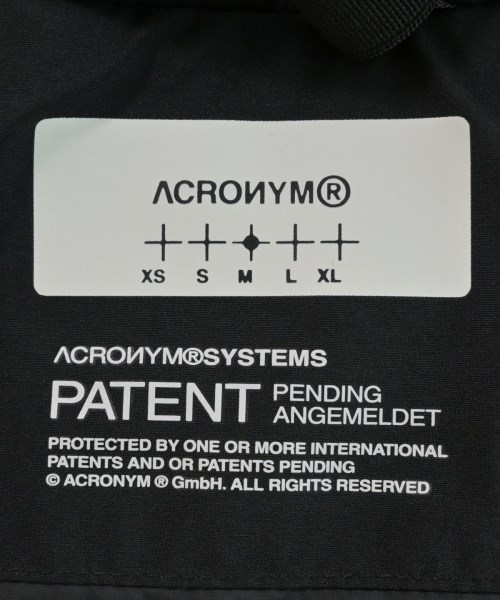 ACRONYM®
XS S M L XL
ACRONYM®SYSTEMS
PATENT PENDING
ANGEMELDET
PROTECTED BY ONE OR MORE INTERNATIONAL
PATENTS AND OR PATENTS PENDING
© ACRONYM ® GmbH. ALL RIGHTS RESERVED